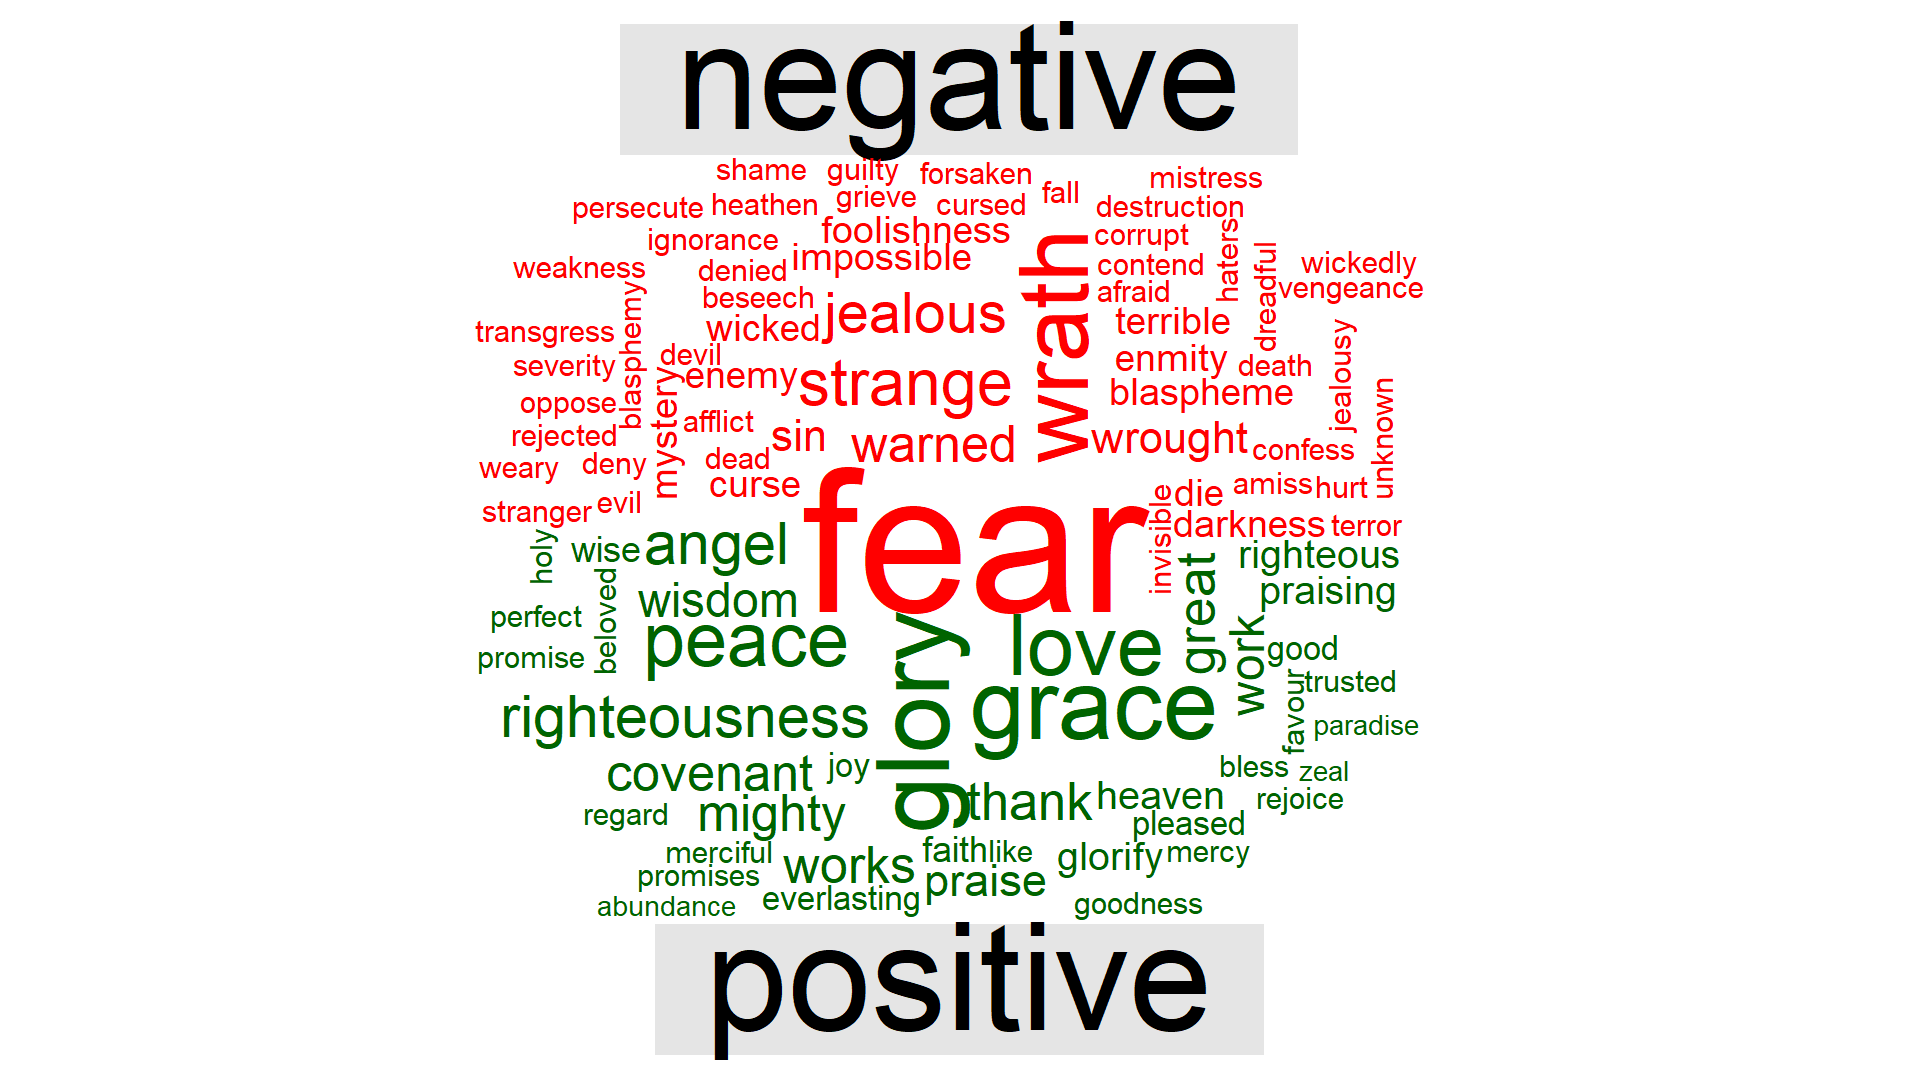 negative
shame guilty forsaken mistress
persecute heathen grieve cursed fall destruction
ignorance foolishness corrupt
weakness denied impossible contend haters dreadful wickedly
beseech afraid vengeance
transgress blasphemy wicked jealous wrath terrible
severity devil enmity death jealousy
oppose mystery enemy strange blaspheme
rejected afflict sin warned wrought confess unknown
weary deny dead
curse die amiss hurt
stranger evil fear invisible darkness terror
holy wise angel great righteous
perfect beloved wisdom praising
promise peace love work good
righteousness glory grace favour trusted
paradise
covenant joy bless zeal
regard mighty thank heaven rejoice
pleased
merciful works faith like glorify mercy
promises praise
abundance everlasting goodness
positive